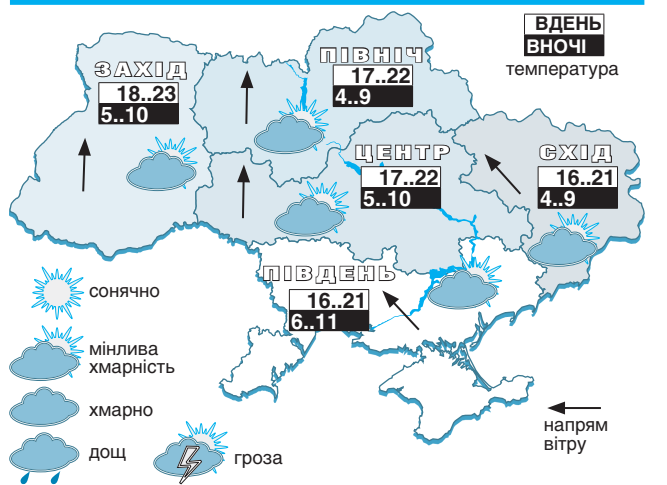 ВДЕНЬ
ВНОЧІ
температура
ЗАХІД
18..23
5..10
ПІВНІЧ
17..22
4..9
ЦЕНТР
17..22
5..10
СХІД
16..21
4..9
ПІВДЕНЬ
16..21
6..11
сонячно
мінлива
хмарність
хмарно
дощ
гроза
напрям
вітру